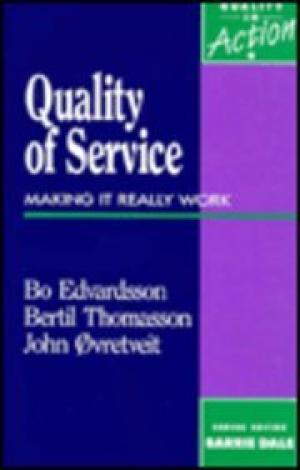 QUALITY
IN
Action
Quality
of Service
MAKING IT REALLY WORK
Bo Edvardsson
Bertil Thomasson
John Øvretveit
SERIES EDITOR
BARRIE DALE